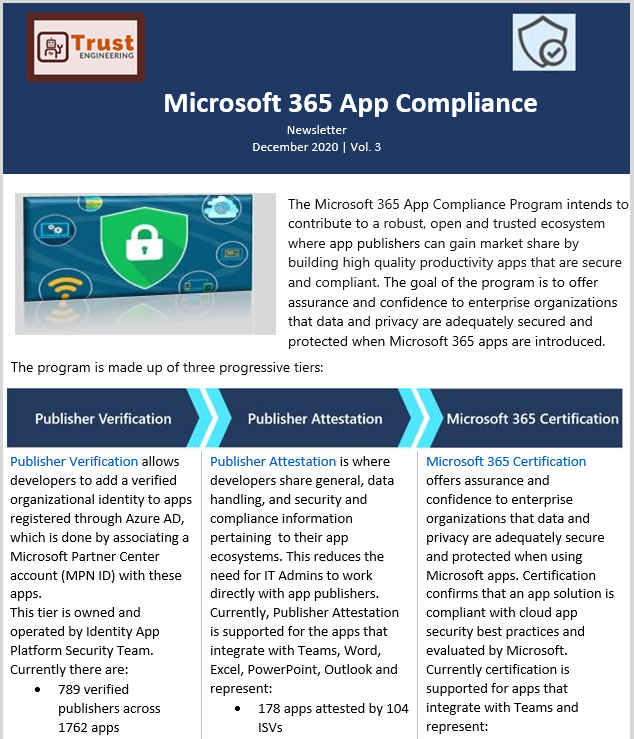 Trust
ENGINEERING
Microsoft 365 App Compliance
Newsletter
December 2020 | Vol. 3
The Microsoft 365 App Compliance Program intends to
contribute to a robust, open and trusted ecosystem
where app publishers can gain market share by
building high quality productivity apps that are secure
and compliant. The goal of the program is to offer
assurance and confidence to enterprise organizations
that data and privacy are adequately secured and
protected when Microsoft 365 apps are introduced.
The program is made up of three progressive tiers:
Publisher Verification
Publisher Attestation
Microsoft 365 Certification
Publisher Verification allows
developers to add a verified
organizational identity to apps
registered through Azure AD,
which is done by associating a
Microsoft Partner Center
account (MPN ID) with these
apps.
This tier is owned and
operated by Identity App
Platform Security Team.
Currently there are:
• 789 verified
publishers across
1762 apps
Publisher Attestation is where
developers share general, data
handling, and security and
compliance information
pertaining to their app
ecosystems. This reduces the
need for IT Admins to work
directly with app publishers.
Currently, Publisher Attestation
is supported for the apps that
integrate with Teams, Word,
Excel, PowerPoint, Outlook and
represent:
• 178 apps attested by 104
ISVs
Microsoft 365 Certification
offers assurance and
confidence to enterprise
organizations that data and
privacy are adequately secure
and protected when using
Microsoft apps. Certification
confirms that an app solution is
compliant with cloud app
security best practices and
evaluated by Microsoft.
Currently certification is
supported for apps that
integrate with Teams and
represent: